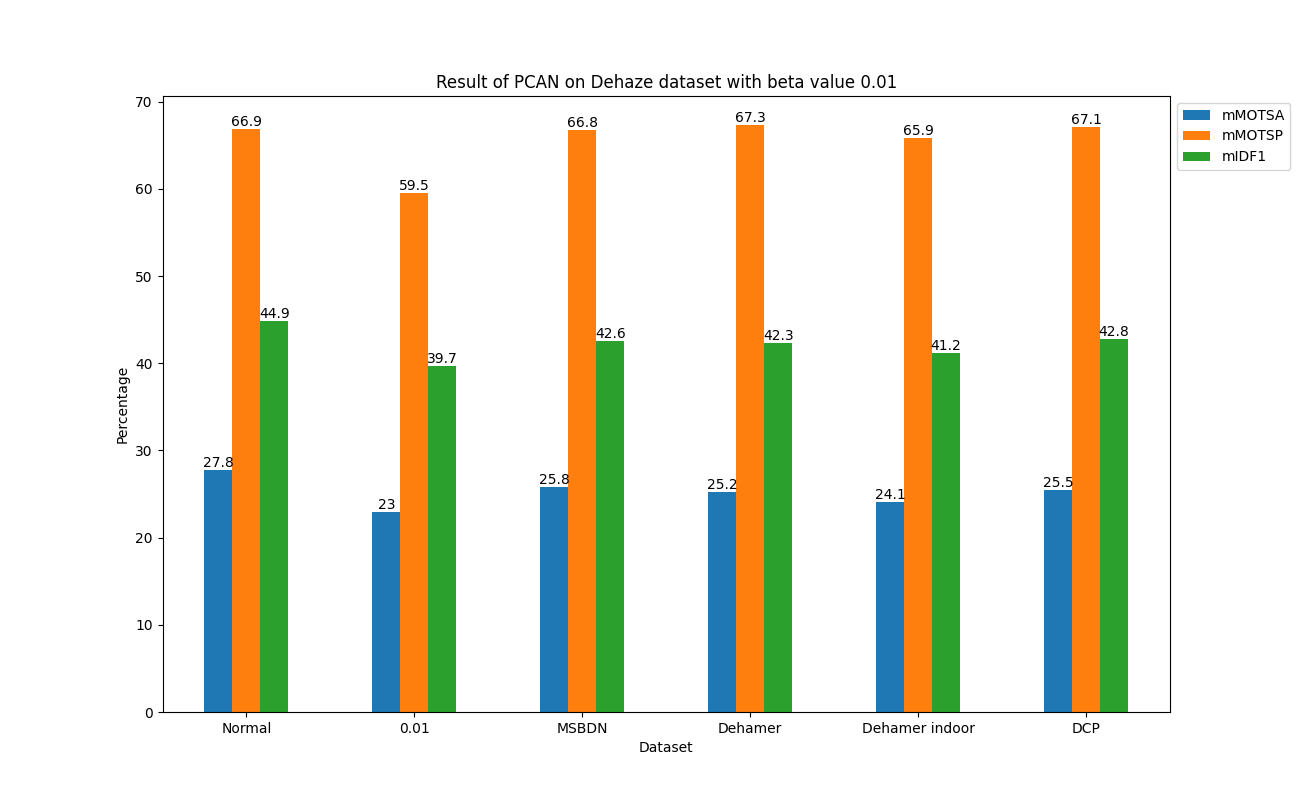 Result of PCAN on Dehaze dataset with beta value 0.01
mMOTSA
mMOTSP
mIDF1
Percentage
70
60
50
40
30
20
10
0
27.8
66.9
44.9
23
59.5
39.7
25.8
66.8
42.6
25.2
67.3
42.3
24.1
65.9
41.2
25.5
67.1
42.8
Normal
0.01
MSBDN
Dehamer
Dehamer indoor
DCP
Dataset